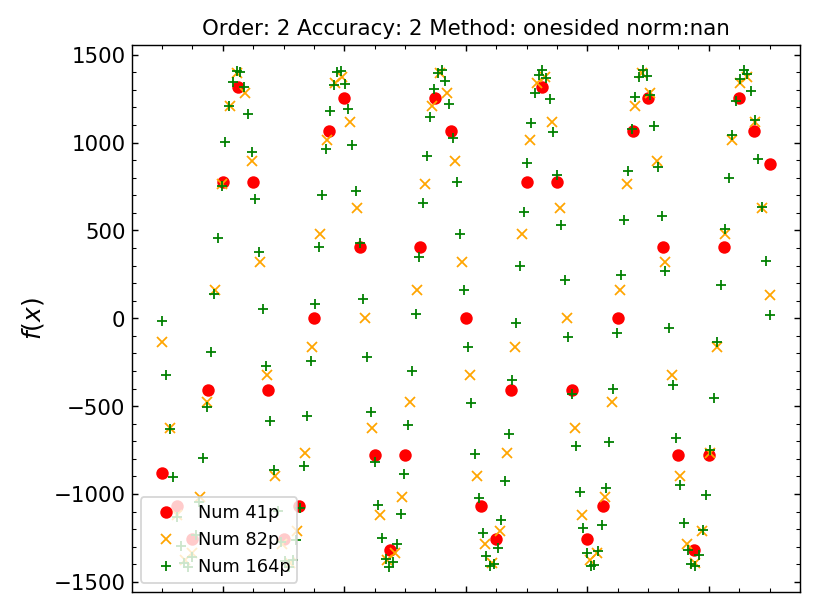 Order: 2 Accuracy: 2 Method: onesided norm:nan
1500
1000
500
0
−500
−1000
−1500
f(x)
Num 41p
Num 82p
Num 164p